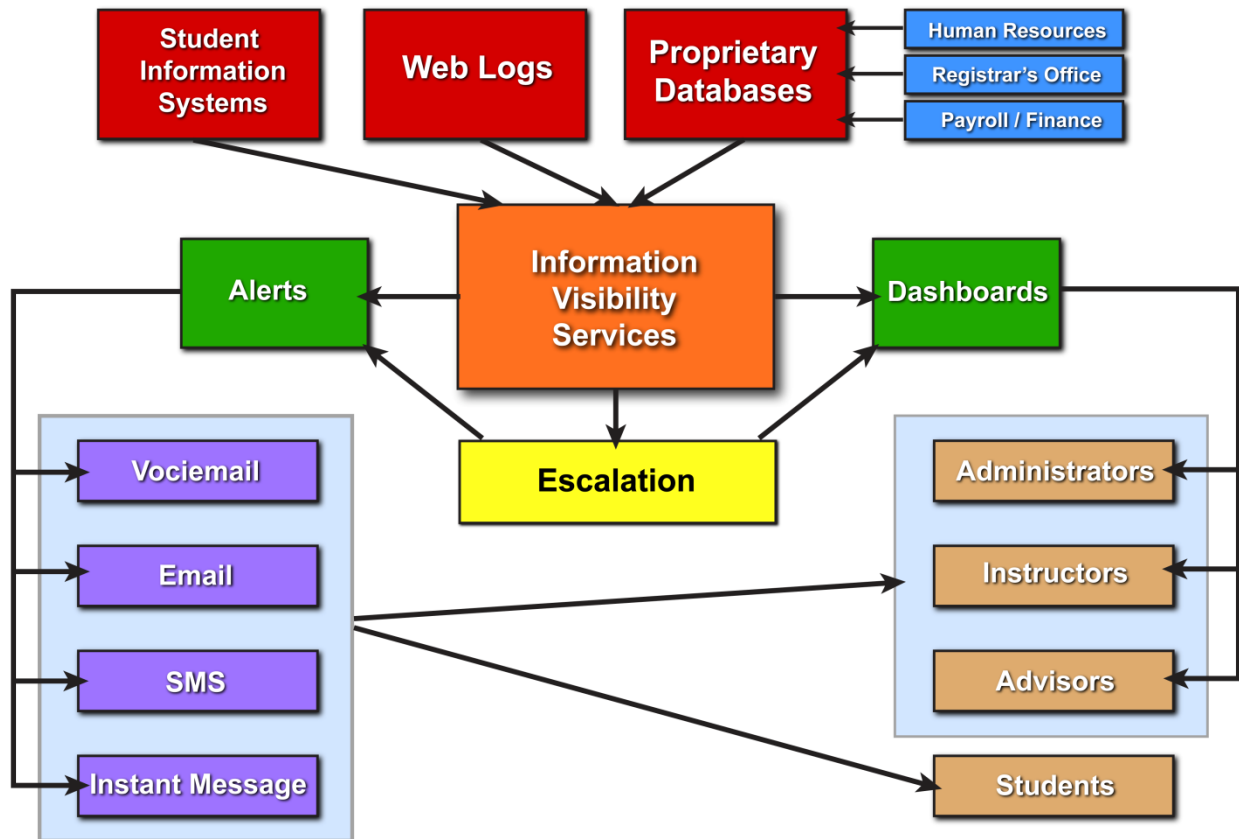 Student
Information
Systems
Web Logs
Proprietary
Databases
Human Resources
Registrar's Office
Payroll / Finance
Information
Visibility
Services
Alerts
Dashboards
Escalation
Vociemail
Email
SMS
Instant Message
Administrators
Instructors
Advisors
Students